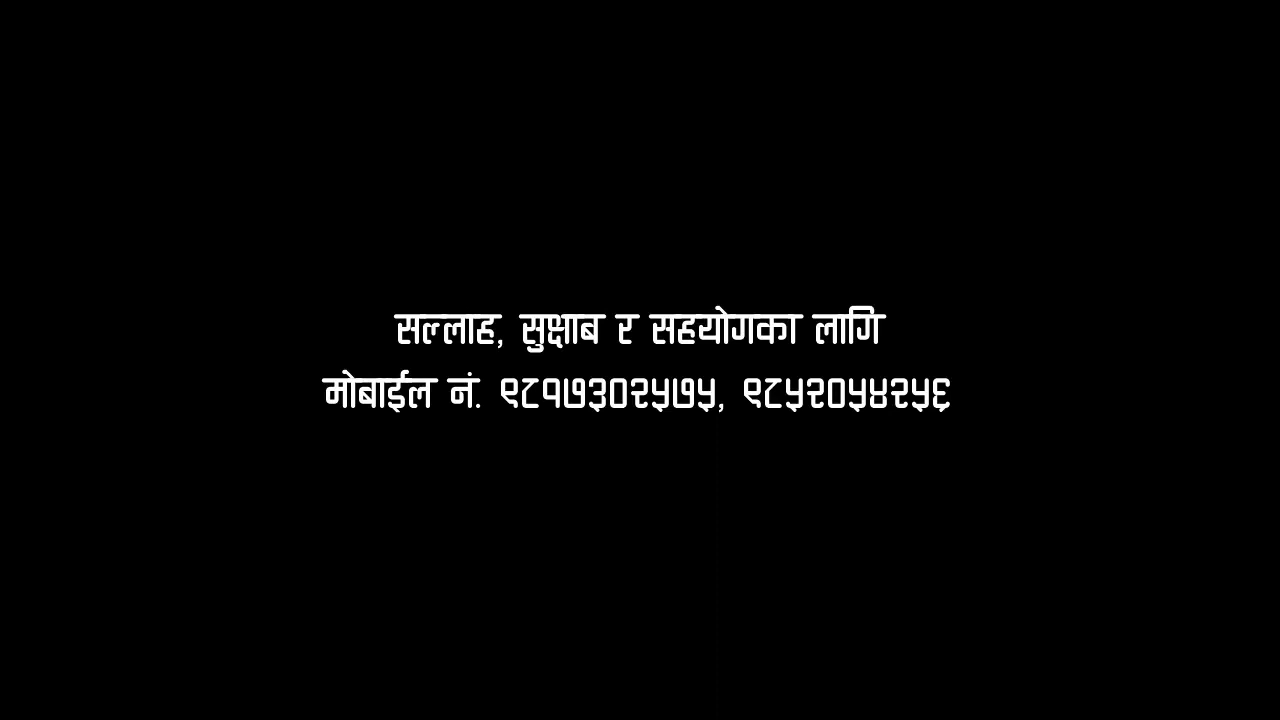 सल्लाह, सुक्षाब र सहयोगका लागि
मोबाईल नं. ९८१७३०२५७५, ९८५२०५४२५६